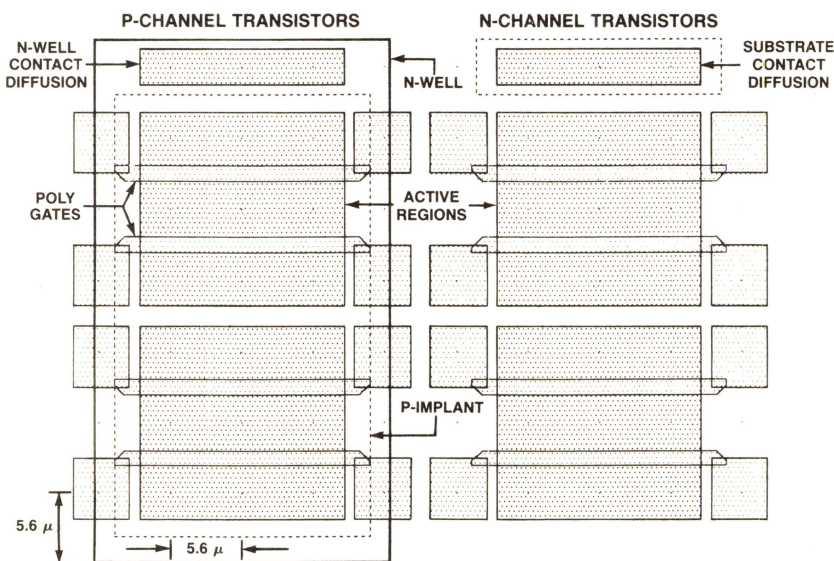 P-CHANNEL TRANSISTORS
N-CHANNEL TRANSISTORS
N-WELL
CONTACT
DIFFUSION
N-WELL
SUBSTRATE
CONTACT
DIFFUSION
POLY
GATES
ACTIVE
REGIONS
P-IMPLANT
5.6 μ
5.6 μ